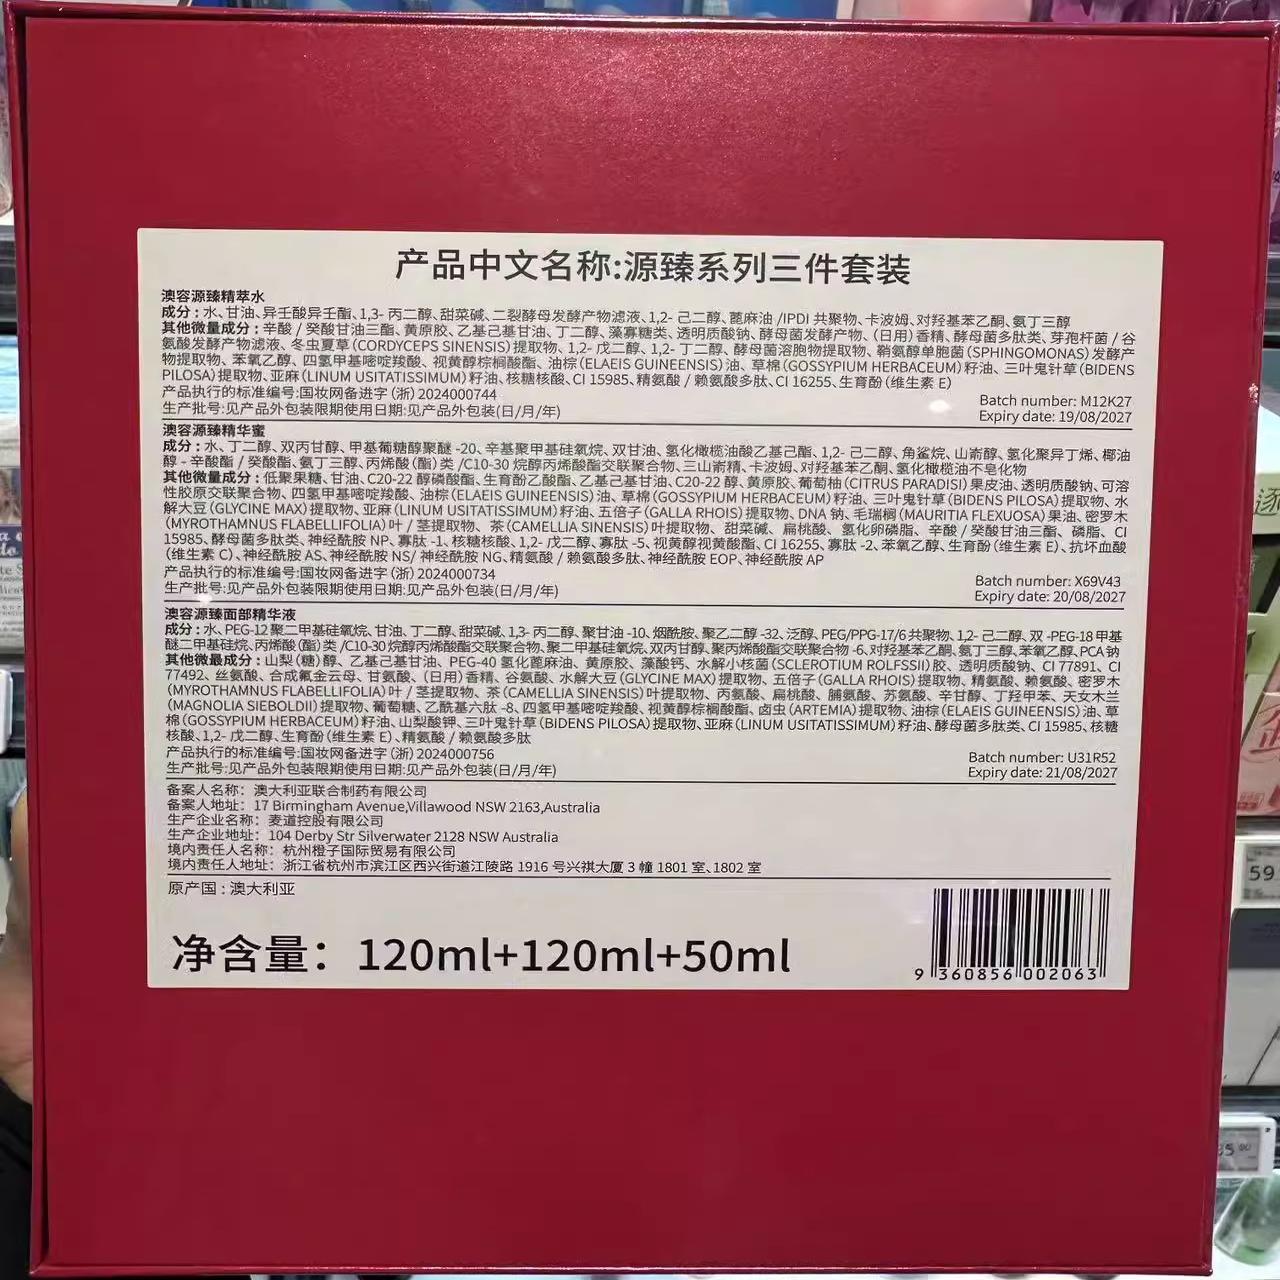 产品中文名称:源臻系列三件套装
澳容源臻精萃水
成分：水、甘油、异壬酸异壬酯、1,3- 丙二醇、甜菜碱、二裂酵母发酵产物滤液、1,2- 己二醇、蓖麻油 /IPDI 共聚物、卡波姆、对羟基苯乙酮、氨丁三醇
其他微量成分：辛酸 / 癸酸甘油三酯、黄原胶、乙基己基甘油、丁二醇、藻寡糖类、透明质酸钠、酵母菌发酵产物、(日用)香精、酵母菌多肽类、芽孢杆菌 / 谷
氨酸发酵产物滤液、冬虫夏草(CORDYCEPS SINENSIS)提取物、1,2- 戊二醇、1,2- 丁二醇、酵母菌溶胞物提取物、鞘氨醇单胞菌(SPHINGOMONAS)发酵产
物提取物、苯氧乙醇、四氢甲基嘧啶羧酸、视黄醇棕榈酸酯、油棕(ELAEIS GUINEENSIS)油、草棉(GOSSYPIUM HERBACEUM)籽油、三叶鬼针草(BIDENS
PILOSA)提取物、亚麻(LINUM USITATISSIMUM)籽油、核糖核酸、CI 15985、精氨酸 / 赖氨酸多肽、CI 16255、生育酚(维生素 E)
产品执行的标准编号:国妆网备进字(浙)2024000744
生产批号:见产品外包装限期使用日期:见产品外包装(日/月/年)
Batch number: M12K27
Expiry date: 19/08/2027
澳容源臻精华蜜
成分：水、丁二醇、双丙甘醇、甲基葡糖醇聚醚 -20、辛基聚甲基硅氧烷、双甘油、氢化橄榄油酸乙基己酯、1,2- 己二醇、角鲨烷、山嵛醇、氢化聚异丁烯、椰油
醇 - 辛酸酯 / 癸酸酯、氨丁三醇、丙烯酸(酯)类 /C10-30 烷醇丙烯酸酯交联聚合物、三山嵛精、卡波姆、对羟基苯乙酮、氢化橄榄油不皂化物
其他微量成分：低聚果糖、甘油、C20-22 醇磷酸酯、生育酚乙酸酯、乙基己基甘油、C20-22 醇、黄原胶、葡萄柚(CITRUS PARADISI)果皮油、透明质酸钠、可溶
性胶原交联聚合物、四氢甲基嘧啶羧酸、油棕(ELAEIS GUINEENSIS)油、草棉(GOSSYPIUM HERBACEUM)籽油、三叶鬼针草(BIDENS PILOSA)提取物、水
解大豆(GLYCINE MAX)提取物、亚麻(LINUM USITATISSIMUM)籽油、五倍子(GALLA RHOIS)提取物、DNA 钠、毛瑞榈(MAURITIA FLEXUOSA)果油、密罗木
(MYROTHAMNUS FLABELLIFOLIA)叶 / 茎提取物、茶(CAMELLIA SINENSIS)叶提取物、甜菜碱、扁桃酸、氢化卵磷脂、辛酸 / 癸酸甘油三酯、磷脂、CI
15985、酵母菌多肽类、神经酰胺 NP、寡肽 -1、核糖核酸、1,2- 戊二醇、寡肽 -5、视黄醇视黄酸酯、CI 16255、寡肽 -2、苯氧乙醇、生育酚(维生素 E)、抗坏血酸
(维生素 C)、神经酰胺 AS、神经酰胺 NS/ 神经酰胺 NG、精氨酸 / 赖氨酸多肽、神经酰胺 EOP、神经酰胺 AP
产品执行的标准编号:国妆网备进字(浙)2024000734
生产批号:见产品外包装限期使用日期:见产品外包装(日/月/年)
Batch number: X69V43
Expiry date: 20/08/2027
澳容源臻面部精华液
成分：水、PEG-12 聚二甲基硅氧烷、甘油、丁二醇、甜菜碱、1,3- 丙二醇、聚甘油 -10、烟酰胺、聚乙二醇 -32、泛醇、PEG/PPG-17/6 共聚物、1,2- 己二醇、双 -PEG-18 甲基
醚二甲基硅烷、丙烯酸(酯)类 /C10-30 烷醇丙烯酸酯交联聚合物、聚二甲基硅氧烷、双丙甘醇、聚丙烯酸酯交联聚合物 -6、对羟基苯乙酮、氨丁三醇、苯氧乙醇、PCA 钠
其他微最成分：山梨(糖)醇、乙基己基甘油、PEG-40 氢化蓖麻油、黄原胶、藻酸钙、水解小核菌(SCLEROTIUM ROLFSSII)胶、透明质酸钠、CI 77891、CI
77492、丝氨酸、合成氟金云母、甘氨酸、(日用)香精、谷氨酸、水解大豆(GLYCINE MAX)提取物、五倍子(GALLA RHOIS)提取物、精氨酸、赖氨酸、密罗木
(MYROTHAMNUS FLABELLIFOLIA)叶 / 茎提取物、茶(CAMELLIA SINENSIS)叶提取物、丙氨酸、扁桃酸、脯氨酸、苏氨酸、辛甘醇、丁羟甲苯、天女木兰
(MAGNOLIA SIEBOLDII)提取物、葡萄糖、乙酰基六肽 -8、四氢甲基嘧啶羧酸、视黄醇棕榈酸酯、卤虫(ARTEMIA)提取物、油棕(ELAEIS GUINEENSIS)油、草
棉(GOSSYPIUM HERBACEUM)籽油、山梨酸钾、三叶鬼针草(BIDENS PILOSA)提取物、亚麻(LINUM USITATISSIMUM)籽油、酵母菌多肽类、CI 15985、核糖
核酸、1,2- 戊二醇、生育酚(维生素 E)、精氨酸 / 赖氨酸多肽
产品执行的标准编号:国妆网备进字(浙)2024000756
生产批号:见产品外包装限期使用日期:见产品外包装(日/月/年)
Batch number: U31R52
Expiry date: 21/08/2027
备案人名称：澳大利亚联合制药有限公司
备案人地址：17 Birmingham Avenue,Villawood NSW 2163,Australia
生产企业名称：麦道控股有限公司
生产企业地址：104 Derby Str Silverwater 2128 NSW Australia
境内责任人名称：杭州橙子国际贸易有限公司
境内责任人地址：浙江省杭州市滨江区西兴街道江陵路 1916 号兴祺大厦 3 幢 1801 室、1802 室
原产国：澳大利亚
净含量：120ml+120ml+50ml
9 360856 002063